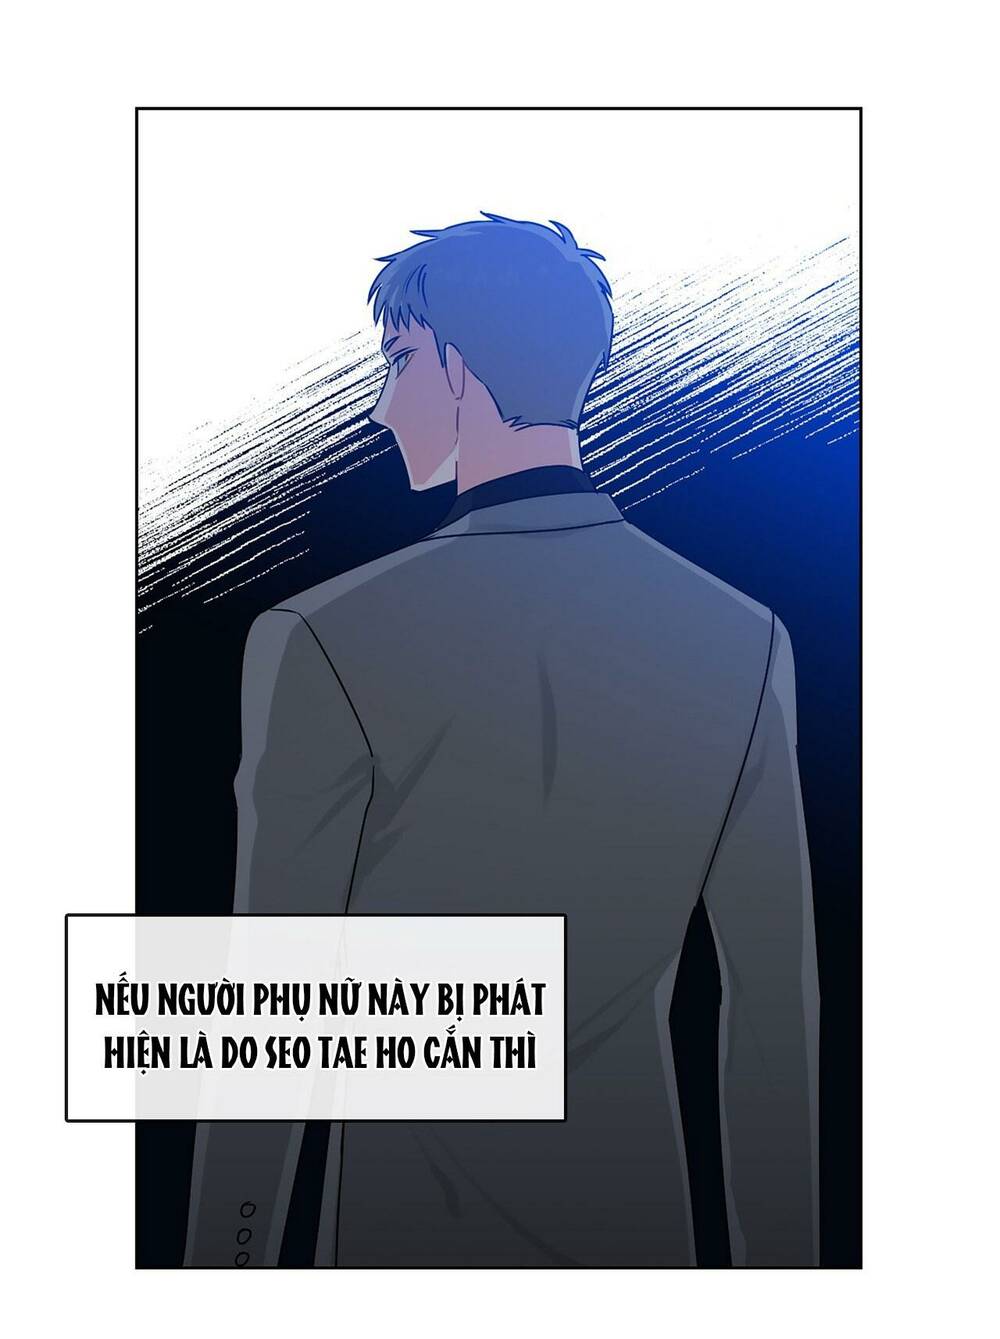 NẾU NGƯỜI PHỤ NỮ NÀY BỊ PHÁT
HIỆN LÀ DO SEO TAE HO CẮN THÌ